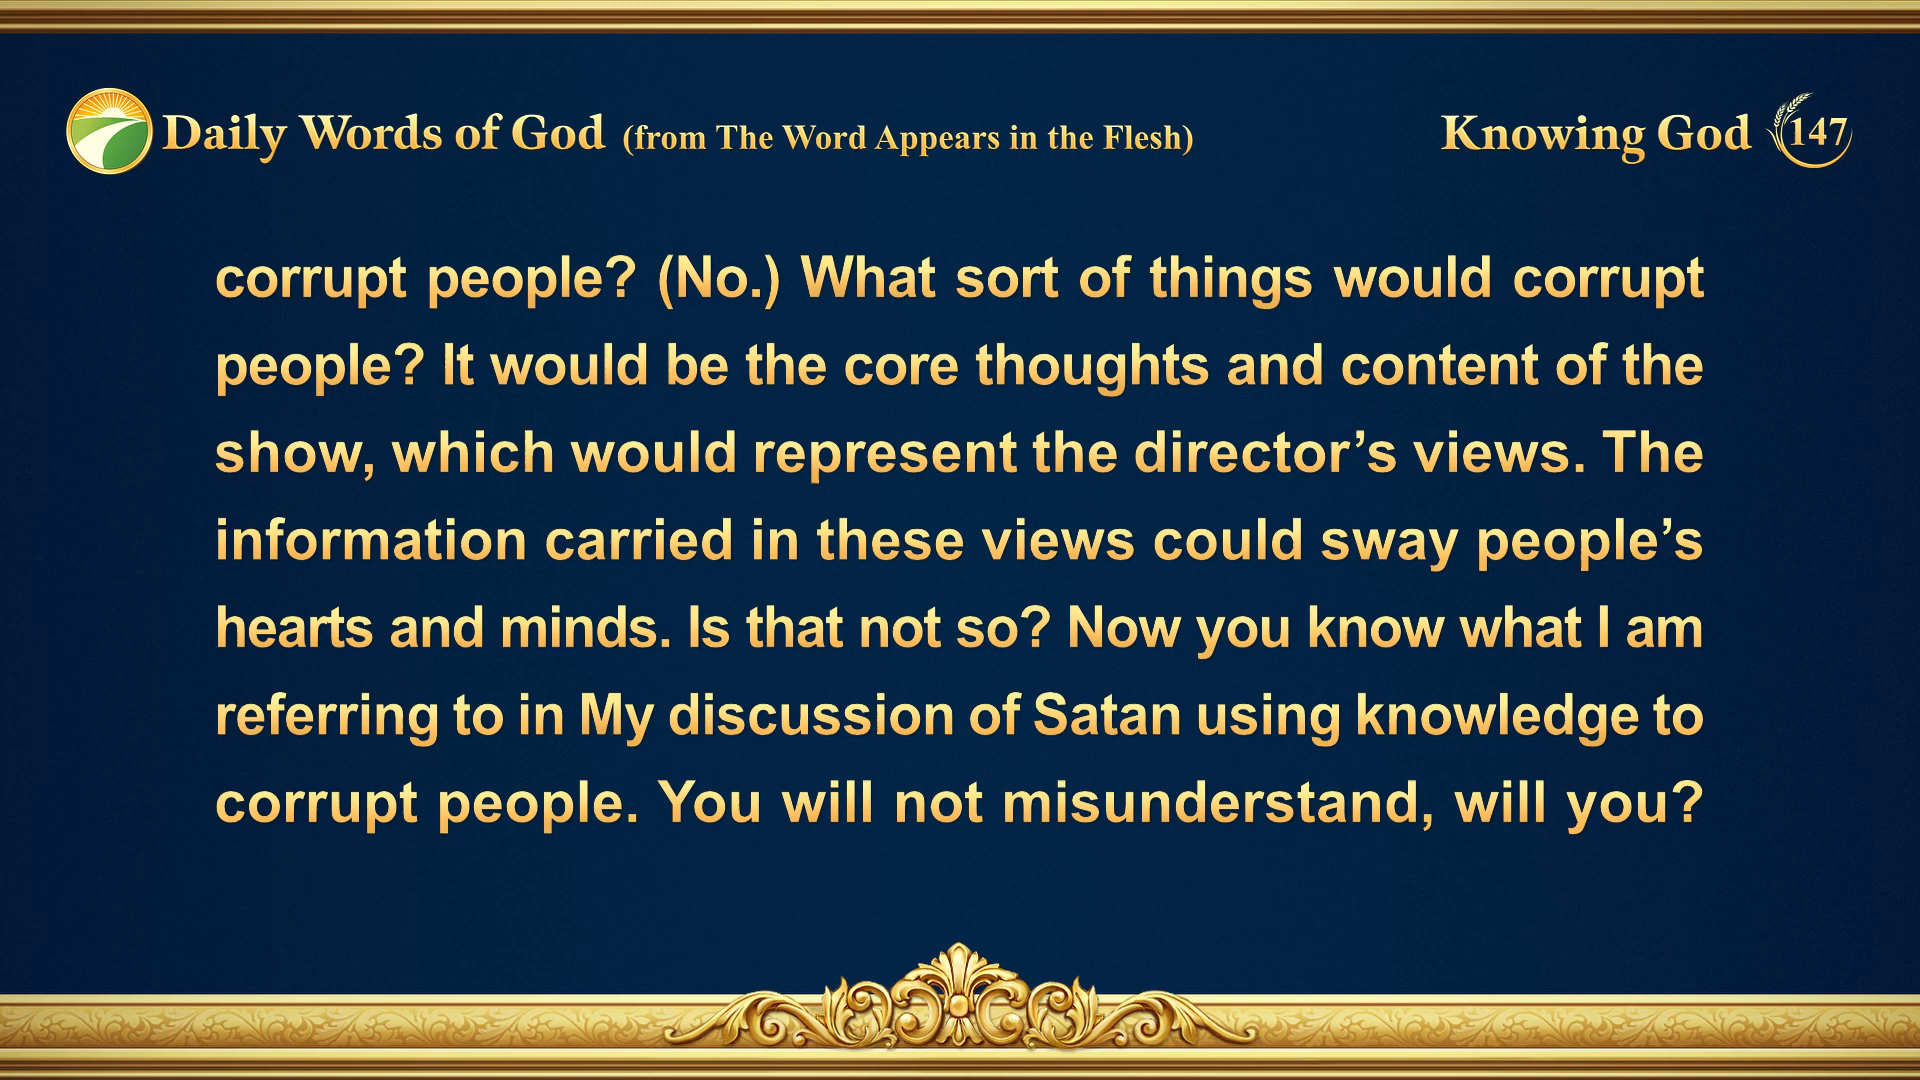 Daily Words of God (from The Word Appears in the Flesh)
Knowing God 147
corrupt people? (No.) What sort of things would corrupt
people? It would be the core thoughts and content of the
show, which would represent the director’s views. The
information carried in these views could sway people’s
hearts and minds. Is that not so? Now you know what I am
referring to in My discussion of Satan using knowledge to
corrupt people. You will not misunderstand, will you?